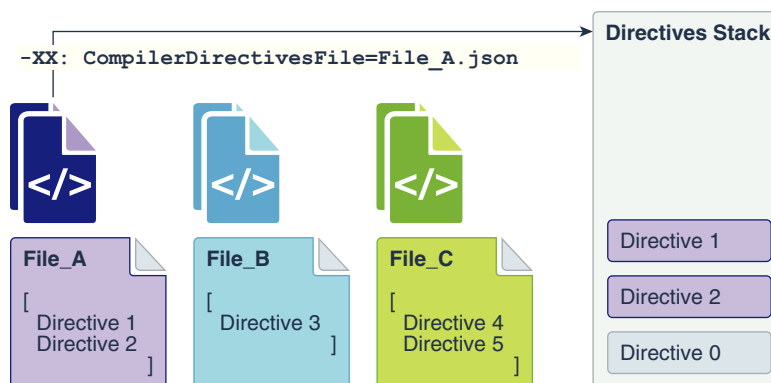 Directives Stack
-XX: CompilerDirectivesFile=File_A.json
</>
</>
</>
File_A
[
Directive 1
Directive 2
]
File_B
[
Directive 3
]
File_C
[
Directive 4
Directive 5
]
Directive 1
Directive 2
Directive 0